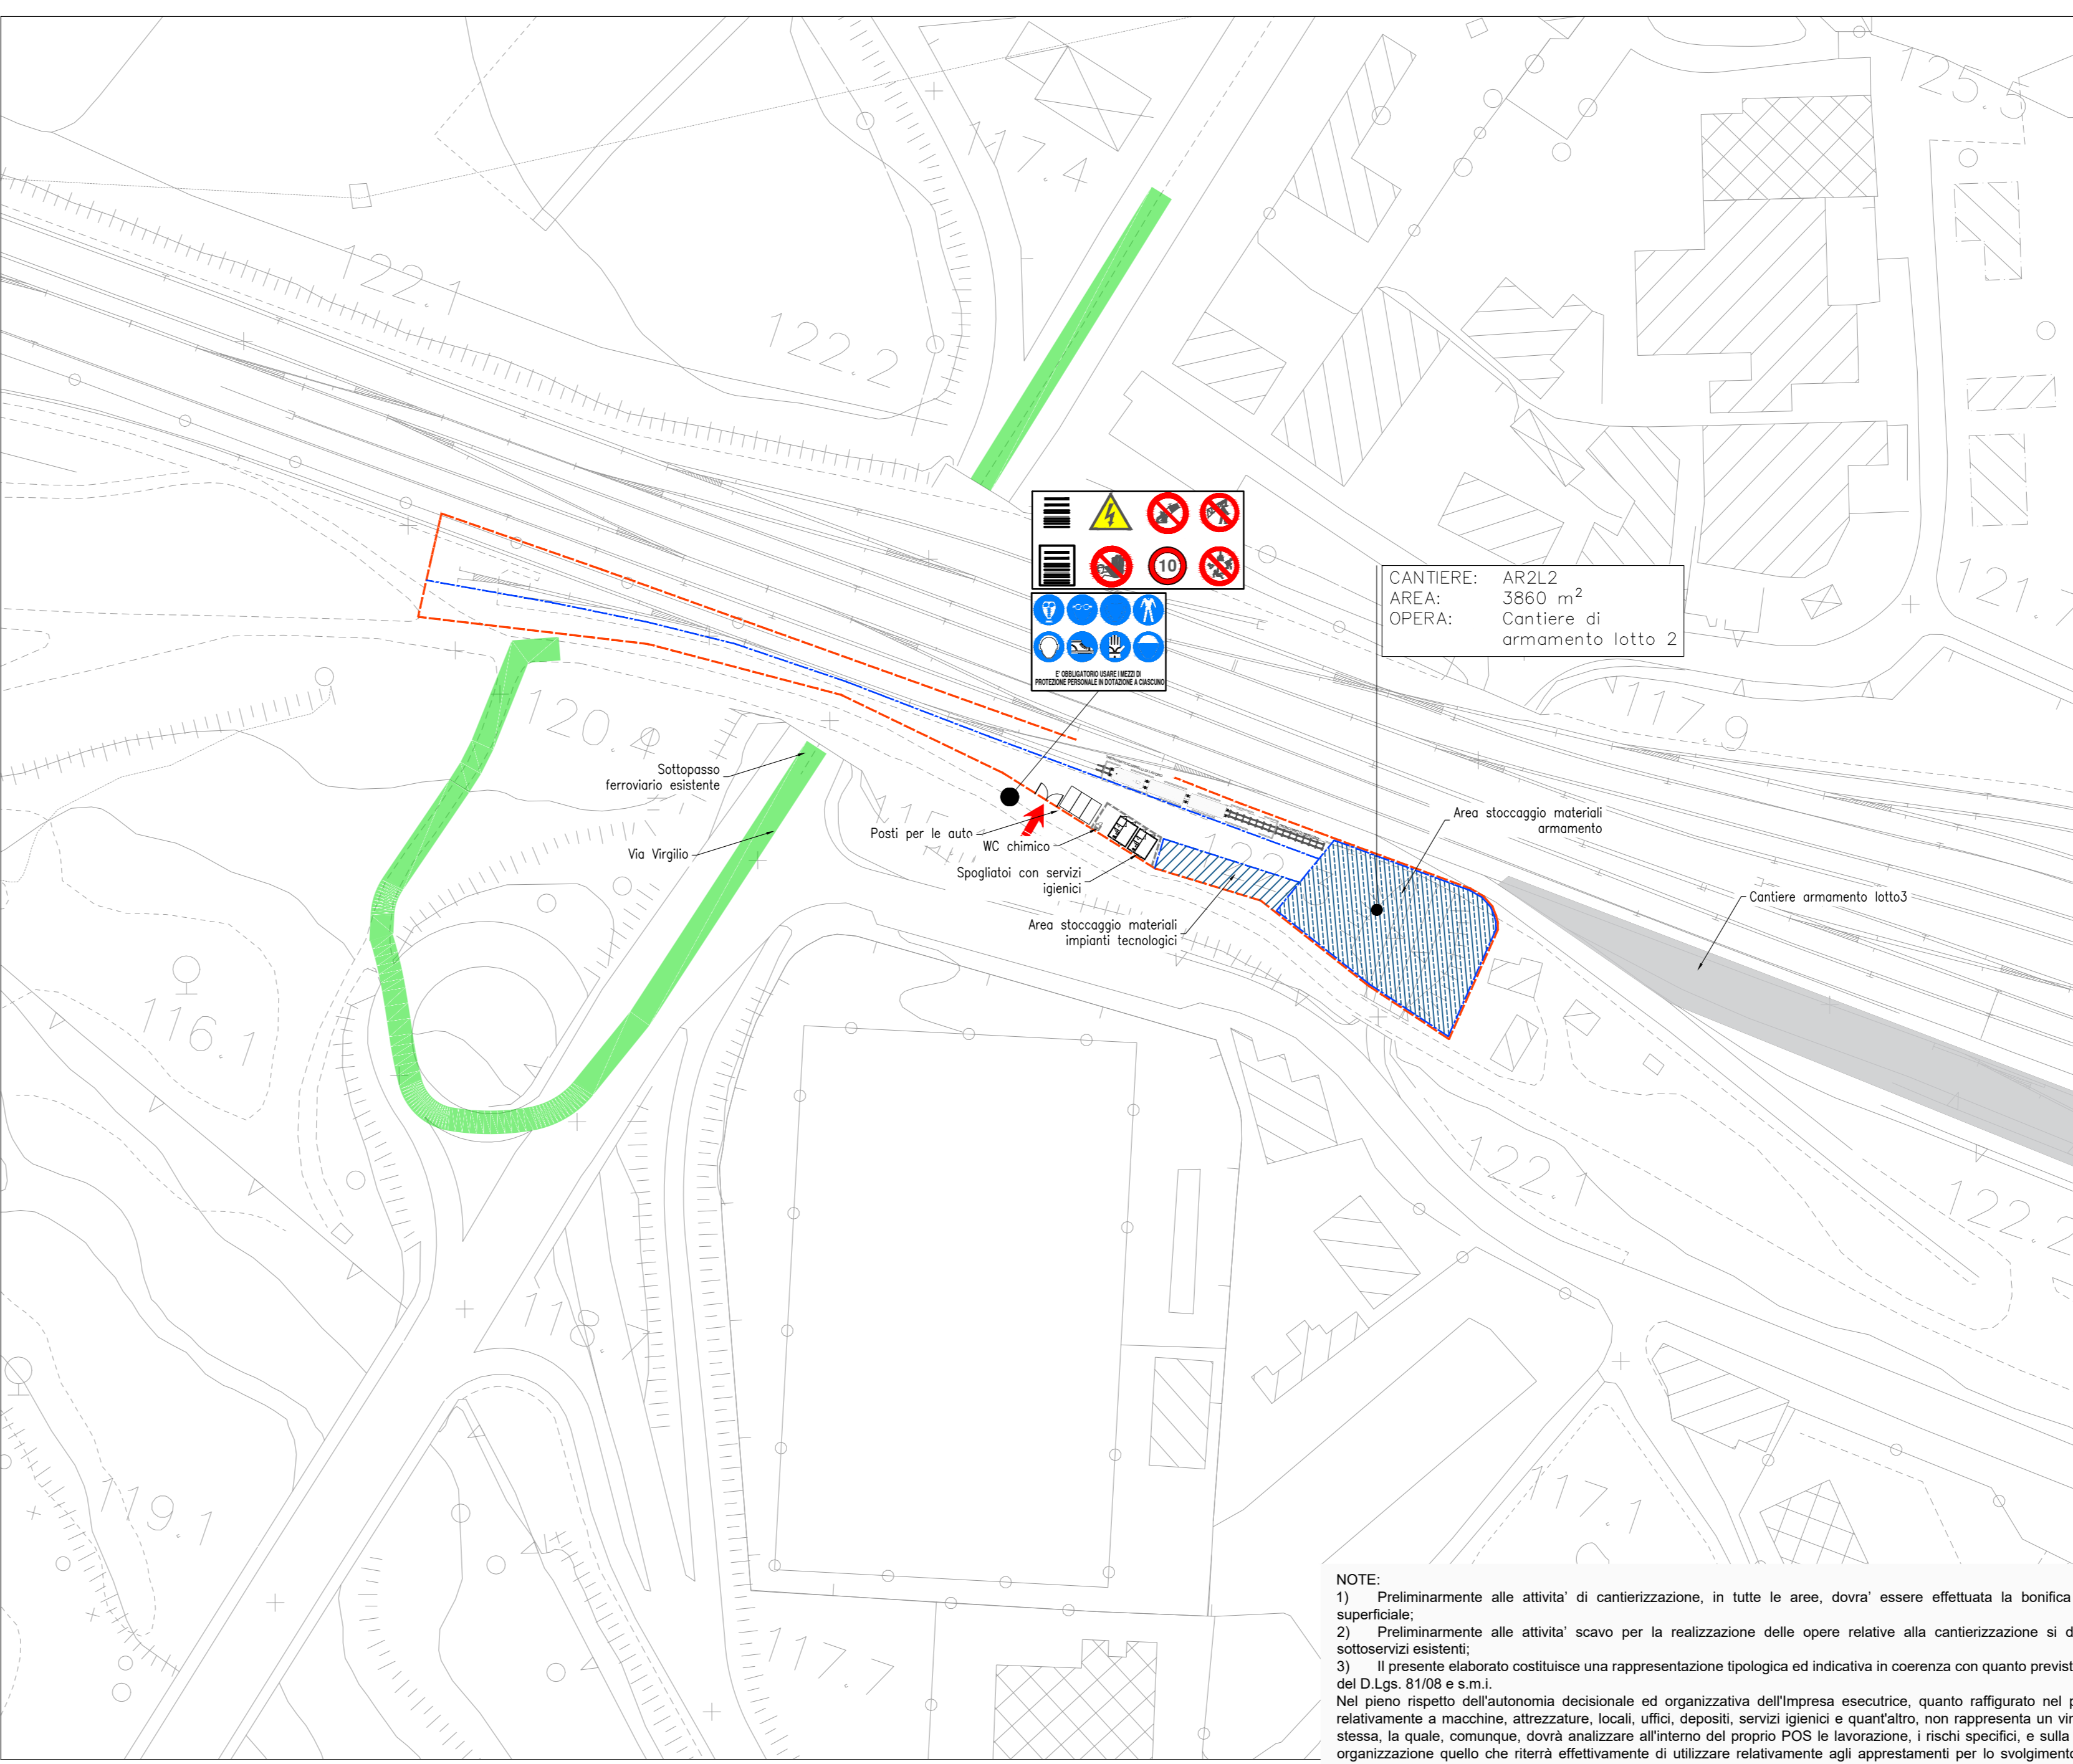 125.5
117.4
122.1
122.2
121.
10
CANTIERE: AR2L2
AREA: 3860 m²
OPERA: Cantiere di
armamento lotto 2
E' OBBLIGATORIO USARE I MEZZI DI
PROTEZIONE PERSONALE IN DOTAZIONE A CIASCUNO
117.9
120.4
Sottopasso
ferroviario esistente
Via Virgilio
Posti per le auto
WC chimico
Spogliatoi con servizi
igienici
Area stoccaggio materiali
armamento
Area stoccaggio materiali
impianti tecnologici
Cantiere armamento lotto3
116.1
122.1
122.2
118.7
119.1
117.1
117.7
NOTE:
1) Preliminarmente alle attivita' di cantierizzazione, in tutte le aree, dovra' essere effettuata la bonifica
superficiale;
2) Preliminarmente alle attivita' scavo per la realizzazione delle opere relative alla cantierizzazione si d
sottoservizi esistenti;
3) Il presente elaborato costituisce una rappresentazione tipologica ed indicativa in coerenza con quanto previst
del D.Lgs. 81/08 e s.m.i.
Nel pieno rispetto dell'autonomia decisionale ed organizzativa dell'Impresa esecutrice, quanto raffigurato nel p
relativamente a macchine, attrezzature, locali, uffici, depositi, servizi igienici e quant'altro, non rappresenta un vin
stessa, la quale, comunque, dovrà analizzare all'interno del proprio POS le lavorazione, i rischi specifici, e sulla
organizzazione quello che riterrà effettivamente di utilizzare relativamente agli apprestamenti per lo svolgimento